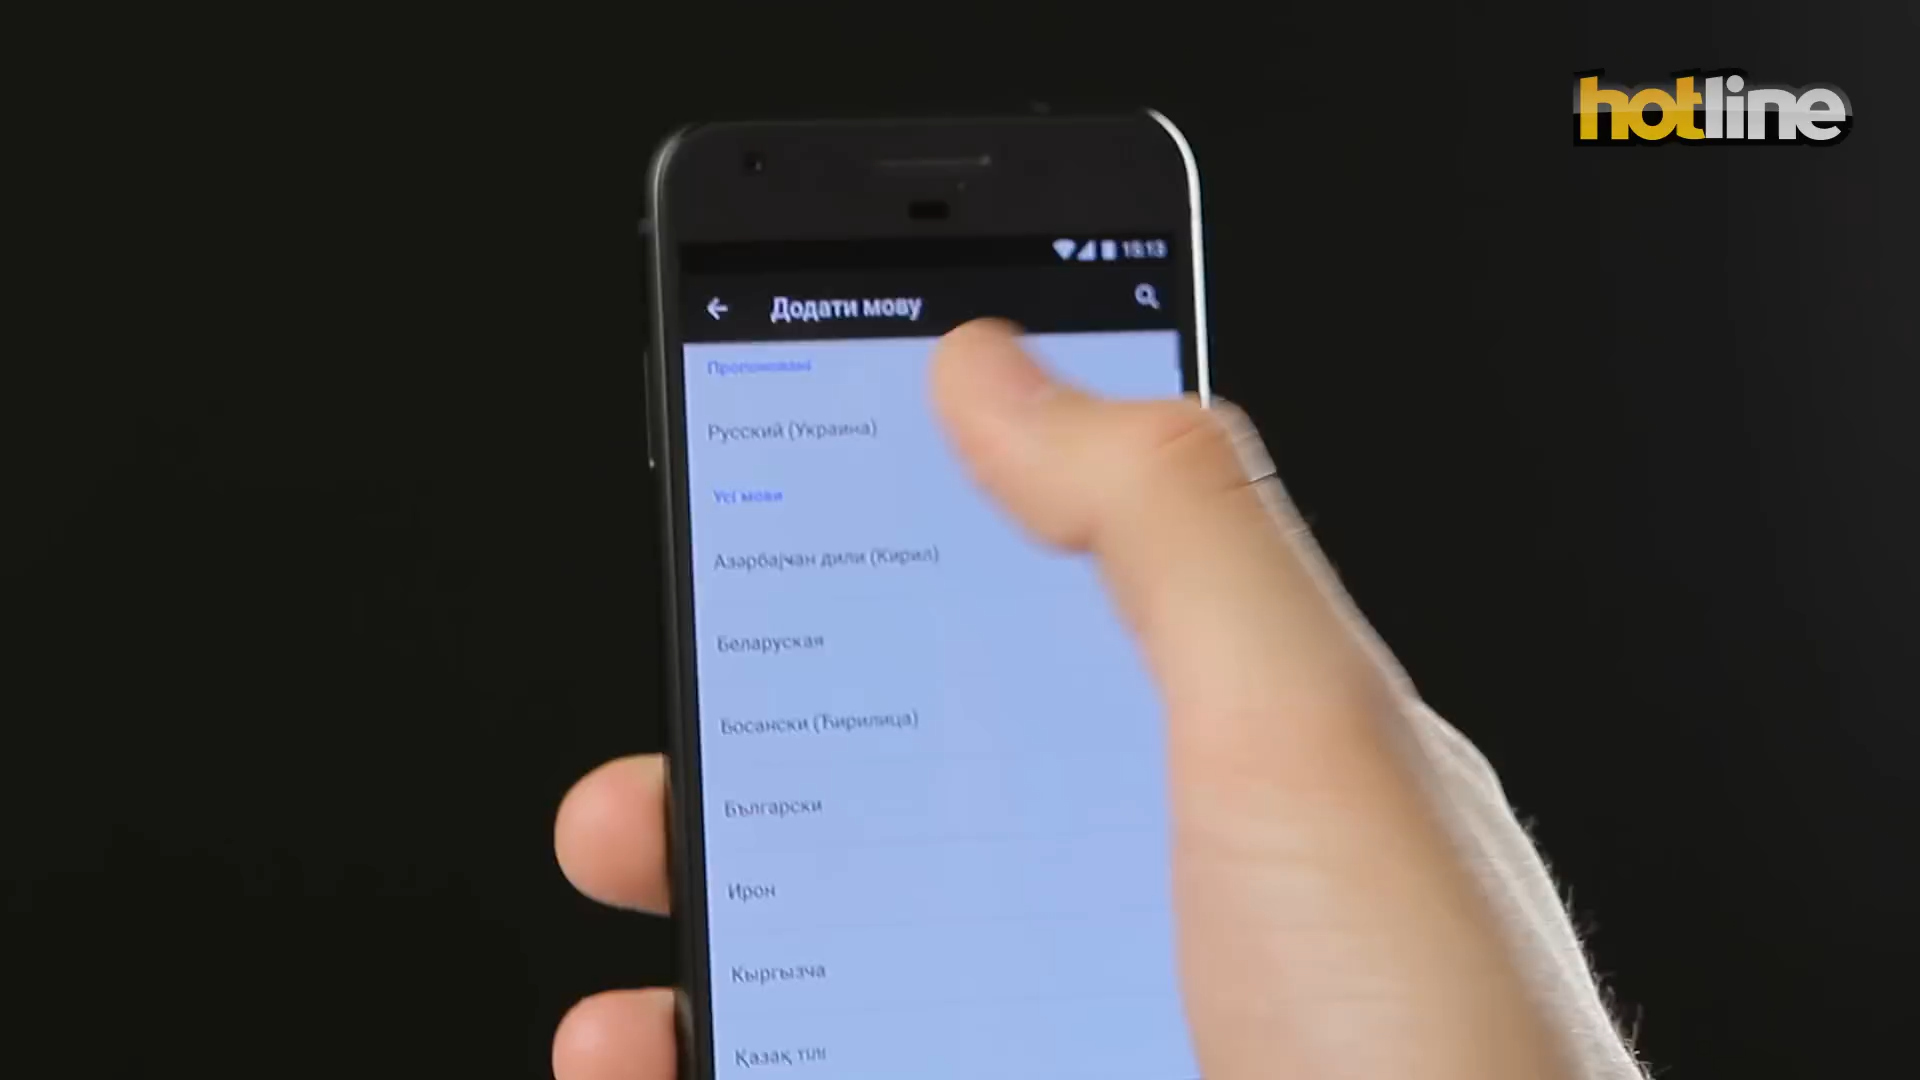 hotline
15:13
Додати мову
Пропоновані
Русский (Украина)
Усі мови
Азәрбајҹан дили (Кирил)
Беларуская
Босански (Ћирилица)
Български
Ирон
Кыргызча
Қазақ тілі